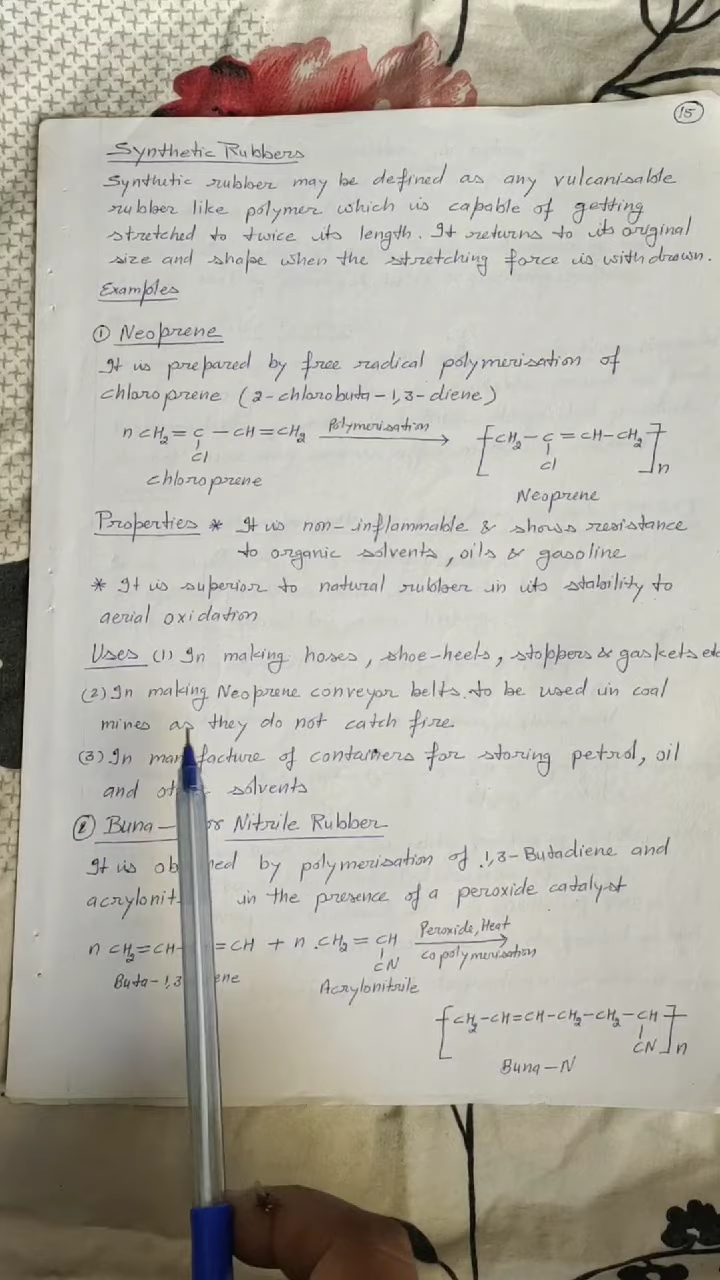 15
Synthetic Rubbers
Synthetic rubber may be defined as any vulcanisable
rubber like polymer which is capable of getting
stretched to twice its length. It returns to its original
size and shape when the stretching force is withdrawn.
Examples
① Neoprene
It is prepared by free radical polymerisation of
chloroprene (2-chlorobuta-1,3-diene)
n CH₂=C-CH=CH₂ Polymerisation → [CH₂-C=CH-CH₂]n
Cl Cl
chloroprene
Neoprene
Properties * It is non-inflammable & shows resistance
to organic solvents, oils & gasoline
* It is superior to natural rubber in its stability to
aerial oxidation
Uses (1) In making hoses, shoe-heels, stoppers & gaskets etc
(2) In making Neoprene conveyor belts. to be used in coal
mines as they do not catch fire
(3) In manufacture of containers for storing petrol, oil
and solvents
② Buna- or Nitrile Rubber
It is by polymerisation of 1,3-Butadiene and
in the presence of a peroxide catalyst
n CH₂=CH- =CH + n .CH₂=CH Peroxide, Heat →
CN copolymerisation
Buta-1,3 ene Acrylonitrile
[CH₂-CH=CH-CH₂-CH₂-CH]n
CN
Buna-N